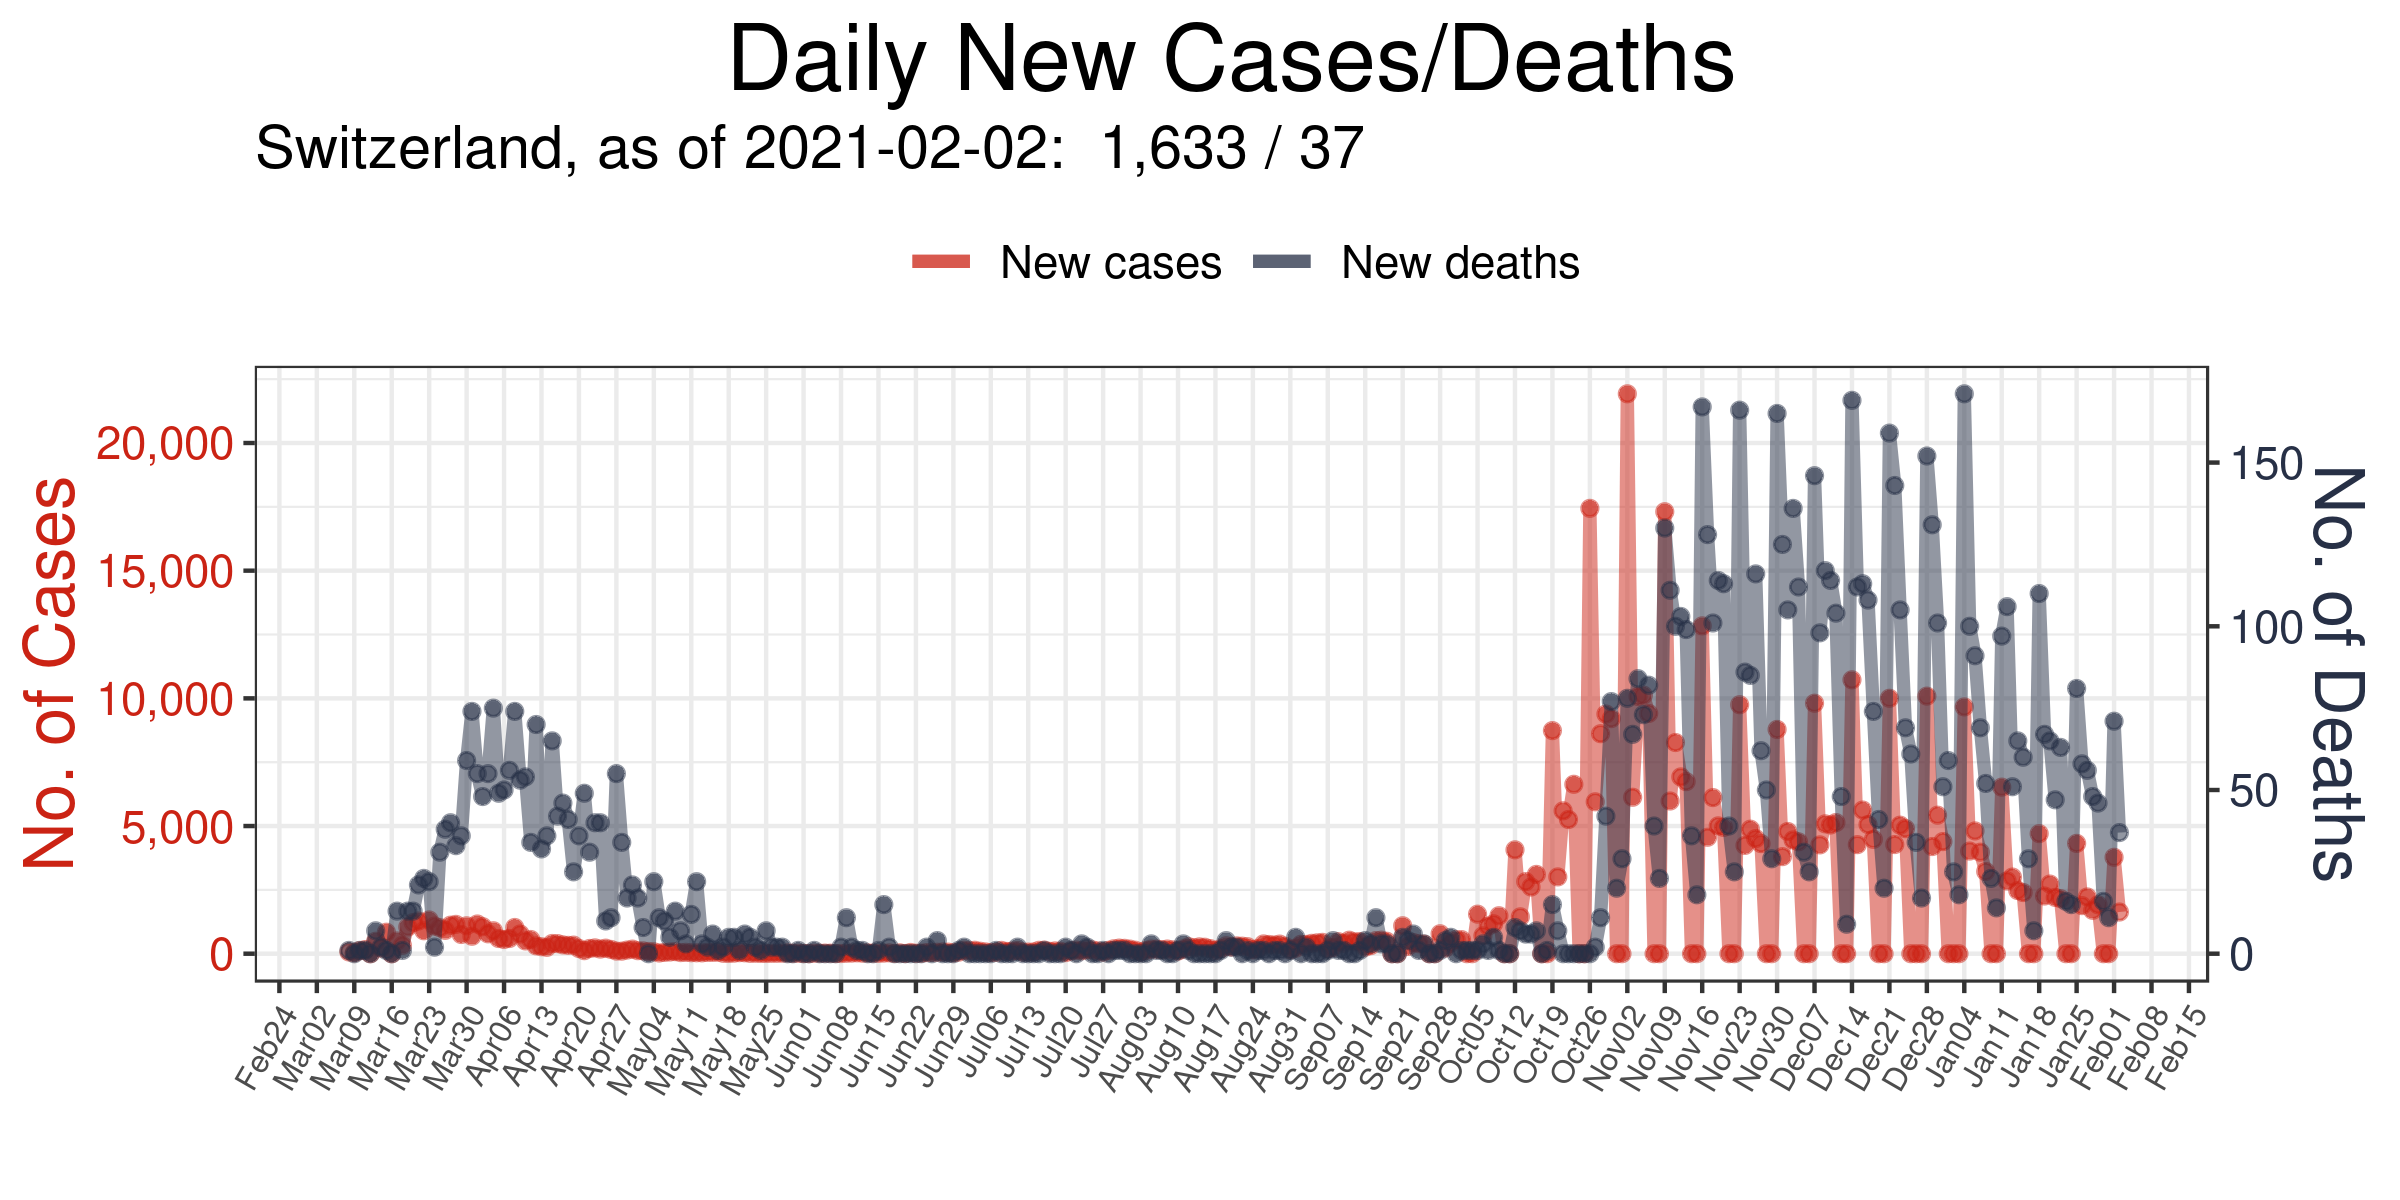 Daily New Cases/Deaths
Switzerland, as of 2021-02-02:  1,633 / 37
New cases
New deaths
No. of Cases
20,000
15,000
10,000
5,000
0
150
100
50
0
No. of Deaths
Feb24
Mar02
Mar09
Mar16
Mar23
Mar30
Apr06
Apr13
Apr20
Apr27
May04
May11
May18
May25
Jun01
Jun08
Jun15
Jun22
Jun29
Jul06
Jul13
Jul20
Jul27
Aug03
Aug10
Aug17
Aug24
Aug31
Sep07
Sep14
Sep21
Sep28
Oct05
Oct12
Oct19
Oct26
Nov02
Nov09
Nov16
Nov23
Nov30
Dec07
Dec14
Dec21
Dec28
Dec04
Jan11
Jan18
Jan25
Feb01
Feb08
Feb15